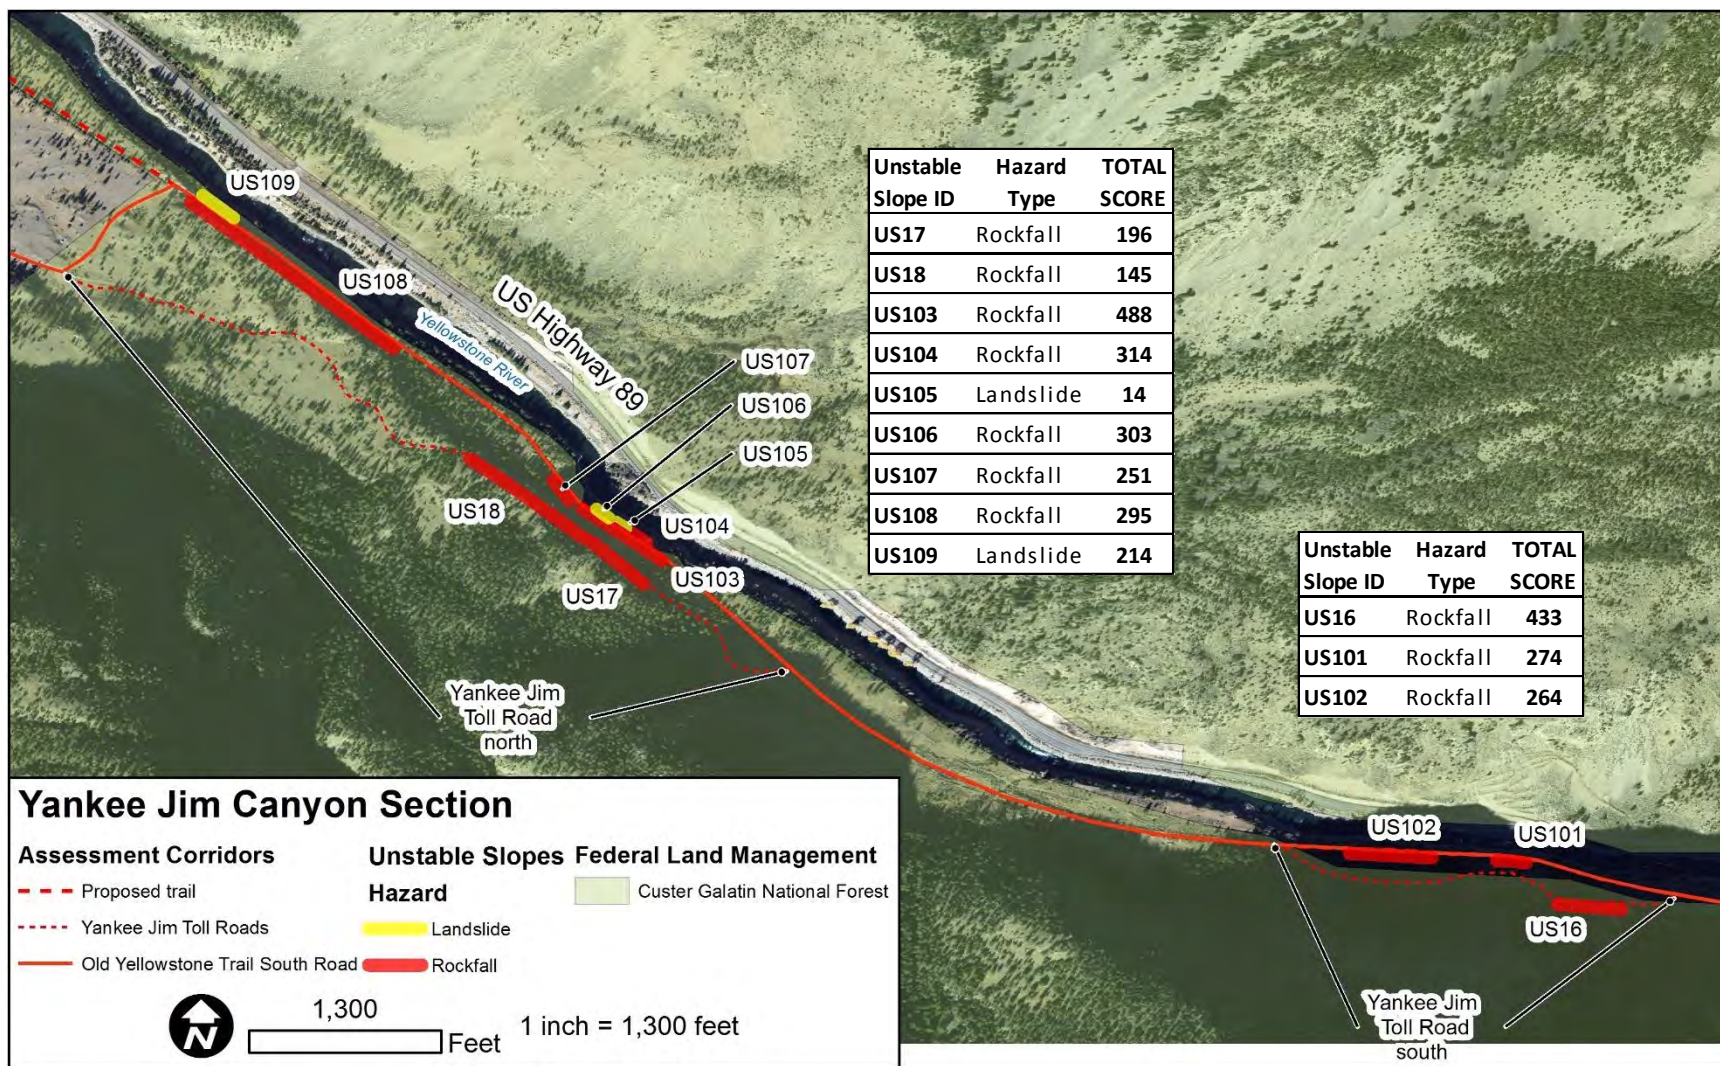 US109
US108
US Highway 89
Yellowstone River
US107
US106
US105
US104
US103
US18
US17
Yankee Jim
Toll Road
north
Unstable Slope ID Hazard Type TOTAL SCORE
US17 Rockfall 196
US18 Rockfall 145
US103 Rockfall 488
US104 Rockfall 314
US105 Landslide 14
US106 Rockfall 303
US107 Rockfall 251
US108 Rockfall 295
US109 Landslide 214
Unstable Slope ID Hazard Type TOTAL SCORE
US16 Rockfall 433
US101 Rockfall 274
US102 Rockfall 264
US102
US101
US16
Yankee Jim
Toll Road
south
Yankee Jim Canyon Section
Assessment Corridors
Proposed trail
Yankee Jim Toll Roads
Old Yellowstone Trail South Road
Unstable Slopes
Hazard
Landslide
Rockfall
Federal Land Management
Custer Galatin National Forest
N
1,300
Feet
1 inch = 1,300 feet